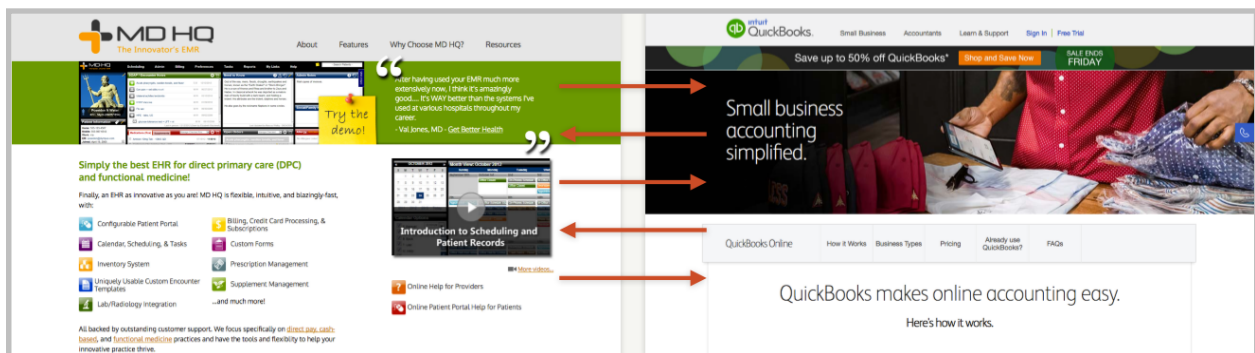 MD HQ
The Innovator's EMR
About Features Why Choose MD HQ? Resources
After having used your EMR much more
extensively now, I think it's amazingly
good.... It's WAY better than the systems I've
used at various hospitals throughout my
career.
- Val Jones, MD - Get Better Health
Try the
demo!
Simply the best EHR for direct primary care (DPC)
and functional medicine!
Finally, an EHR as innovative as you are! MD HQ is flexible, intuitive, and blazingly-fast,
with:
Configurable Patient Portal
Calendar, Scheduling, & Tasks
Inventory System
Uniquely Usable Custom Encounter
Templates
Lab/Radiology Integration
Billing, Credit Card Processing, &
Subscriptions
Custom Forms
Prescription Management
Supplement Management
...and much more!
Introduction to Scheduling and
Patient Records
More videos...
Online Help for Providers
Online Patient Portal Help for Patients
All backed by outstanding customer support. We focus specifically on direct pay, cash-
based, and functional medicine practices and have the tools and flexibility to help your
innovative practice thrive.
intuit
qb QuickBooks. Small Business Accountants Learn & Support Sign In Free Trial
Save up to 50% off QuickBooks* Shop and Save Now SALE ENDS
FRIDAY
Small business
accounting
simplified.
QuickBooks Online How it Works Business Types Pricing Already use
QuickBooks? FAQs
QuickBooks makes online accounting easy.
Here's how it works.